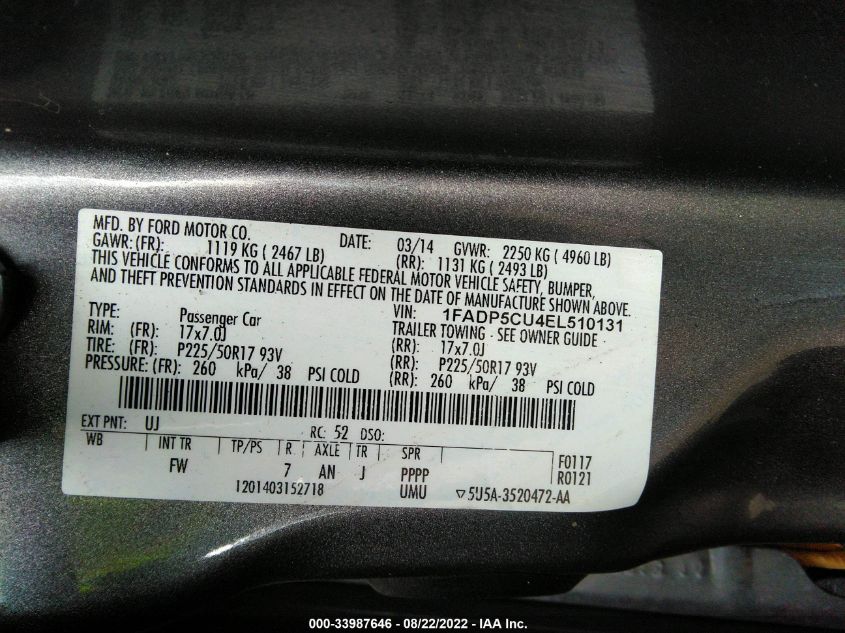 MFD. BY FORD MOTOR CO.
DATE: 03/14 GVWR: 2250 KG ( 4960 LB)
GAWR: (FR): 1119 KG ( 2467 LB) (RR): 1131 KG ( 2493 LB)
THIS VEHICLE CONFORMS TO ALL APPLICABLE FEDERAL MOTOR VEHICLE SAFETY, BUMPER,
AND THEFT PREVENTION STANDARDS IN EFFECT ON THE DATE OF MANUFACTURE SHOWN ABOVE.
VIN: 1FADP5CU4EL510131
TYPE: Passenger Car TRAILER TOWING - SEE OWNER GUIDE -
RIM: (FR): 17x7.0J (RR): 17x7.0J
TIRE: (FR): P225/50R17 93V (RR): P225/50R17 93V
PRESSURE: (FR): 260 kPa/ 38 PSI COLD (RR): 260 kPa/ 38 PSI COLD
EXT PNT: UJ RC: 52 DSO:
WB INT TR TP/PS R AXLE TR SPR F0117
FW 7 AN J PPPP R0121
1201403152718 UMU ▽5U5A-3520472-AA
000-33987646 - 08/22/2022 - IAA Inc.